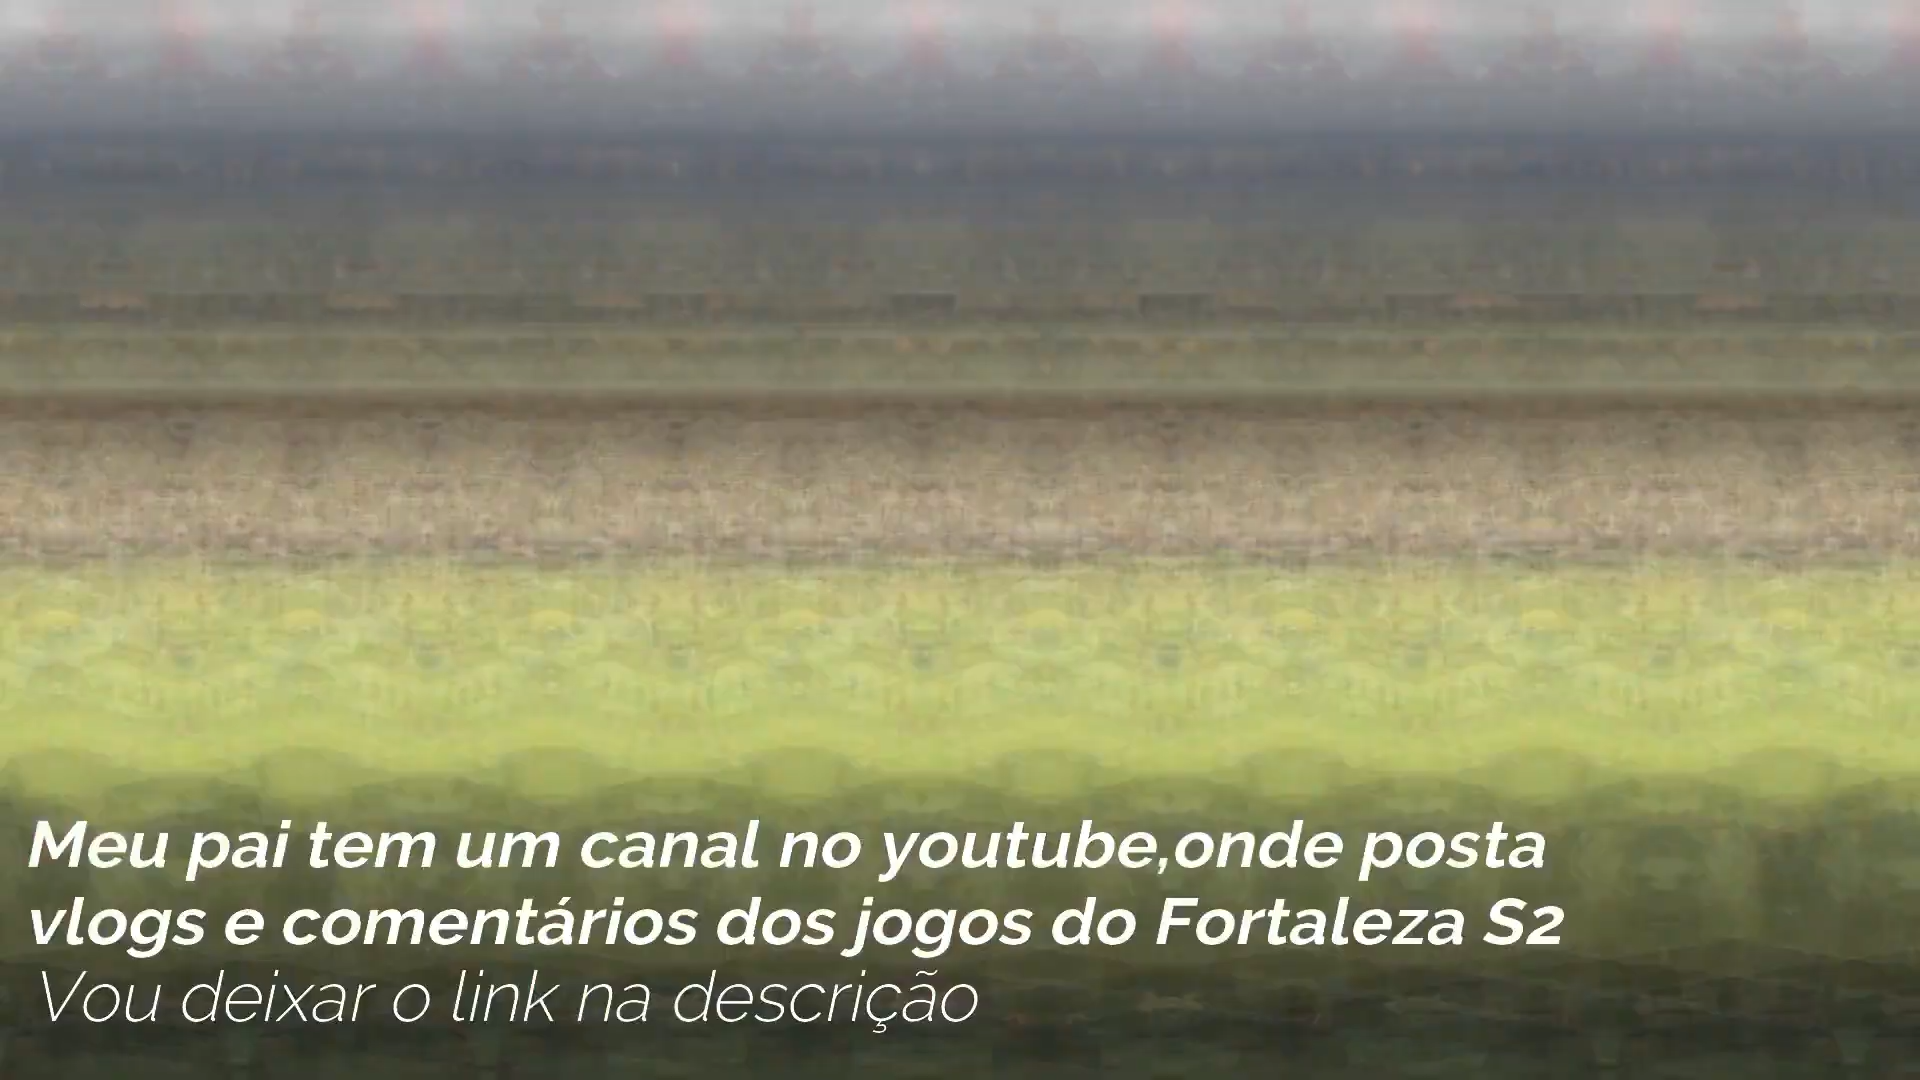 Meu pai tem um canal no youtube,onde posta
vlogs e comentários dos jogos do Fortaleza S2
Vou deixar o link na descrição